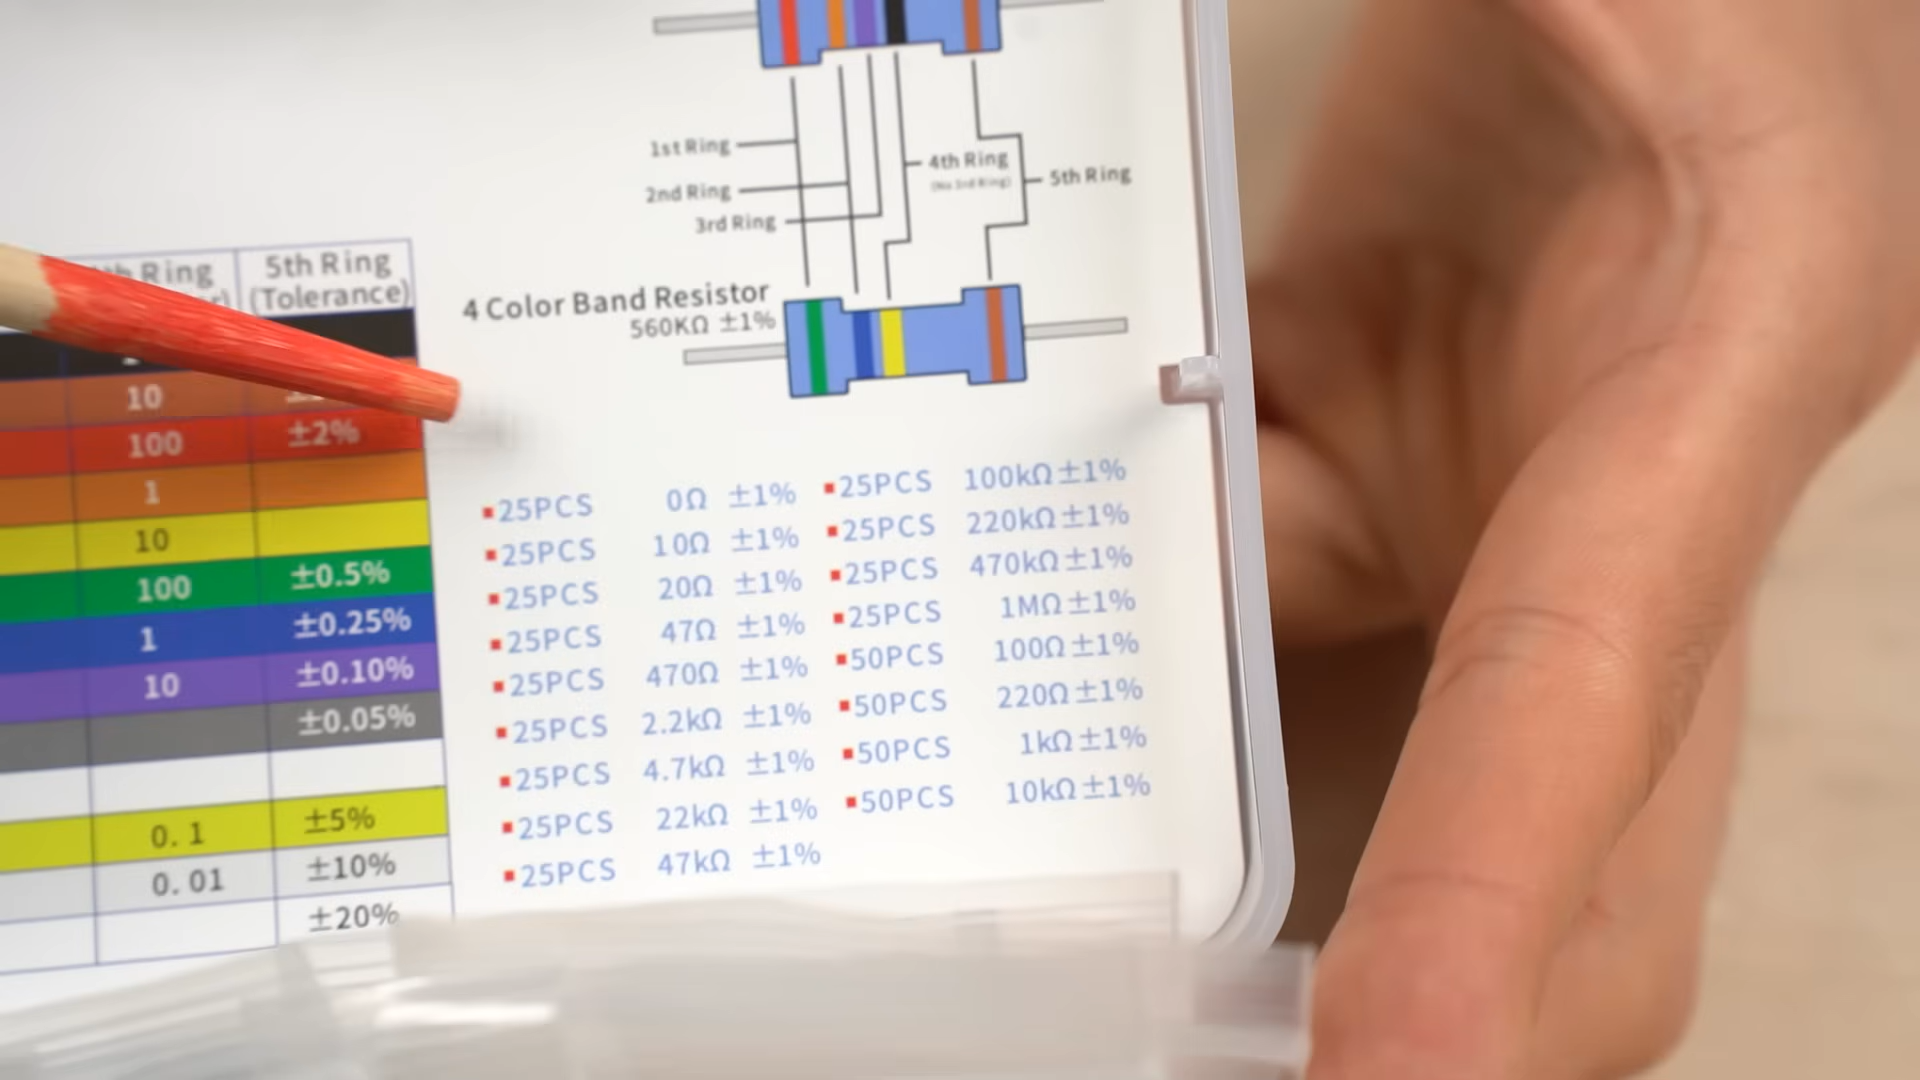 1st Ring
2nd Ring
3rd Ring
4th Ring
(No 3rd Ring)
5th Ring
Ring
5th Ring
(Tolerance)
4 Color Band Resistor
560KΩ ±1%
10
100 ±2%
1
10
100 ±0.5%
1 ±0.25%
10 ±0.10%
±0.05%
0.1 ±5%
0.01 ±10%
±20%
25PCS 0Ω ±1%
25PCS 10Ω ±1%
25PCS 20Ω ±1%
25PCS 47Ω ±1%
25PCS 470Ω ±1%
25PCS 2.2kΩ ±1%
25PCS 4.7kΩ ±1%
25PCS 22kΩ ±1%
25PCS 47kΩ ±1%
25PCS 100kΩ±1%
25PCS 220kΩ±1%
25PCS 470kΩ±1%
25PCS 1MΩ±1%
50PCS 100Ω±1%
50PCS 220Ω±1%
50PCS 1kΩ±1%
50PCS 10kΩ±1%